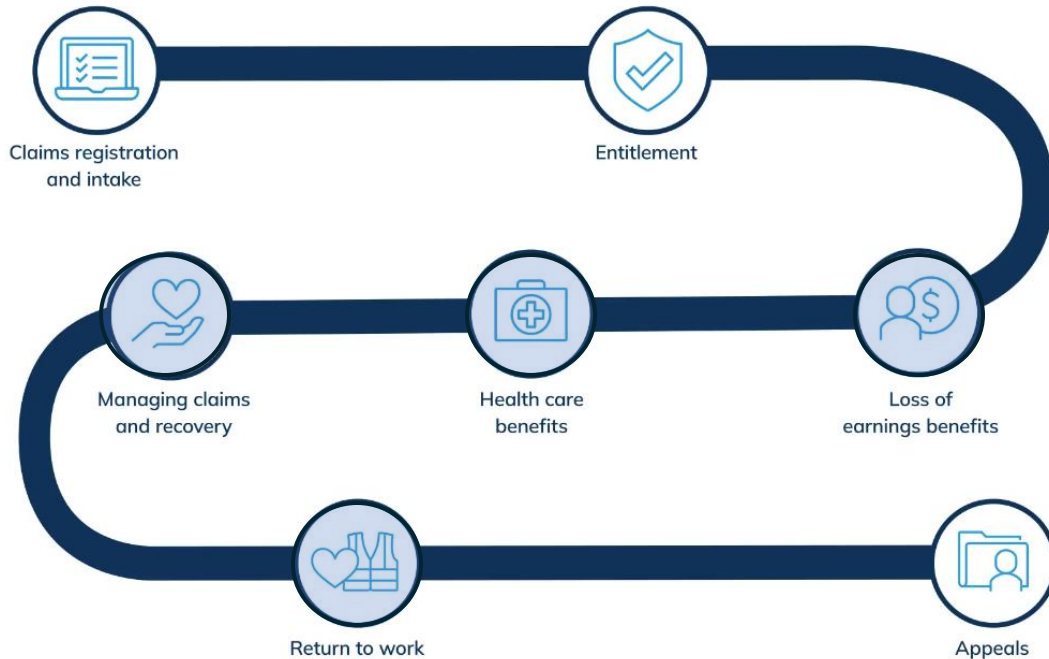 Claims registration
and intake
Entitlement
Managing claims
and recovery
Health care
benefits
$
Loss of
earnings benefits
Return to work
Appeals